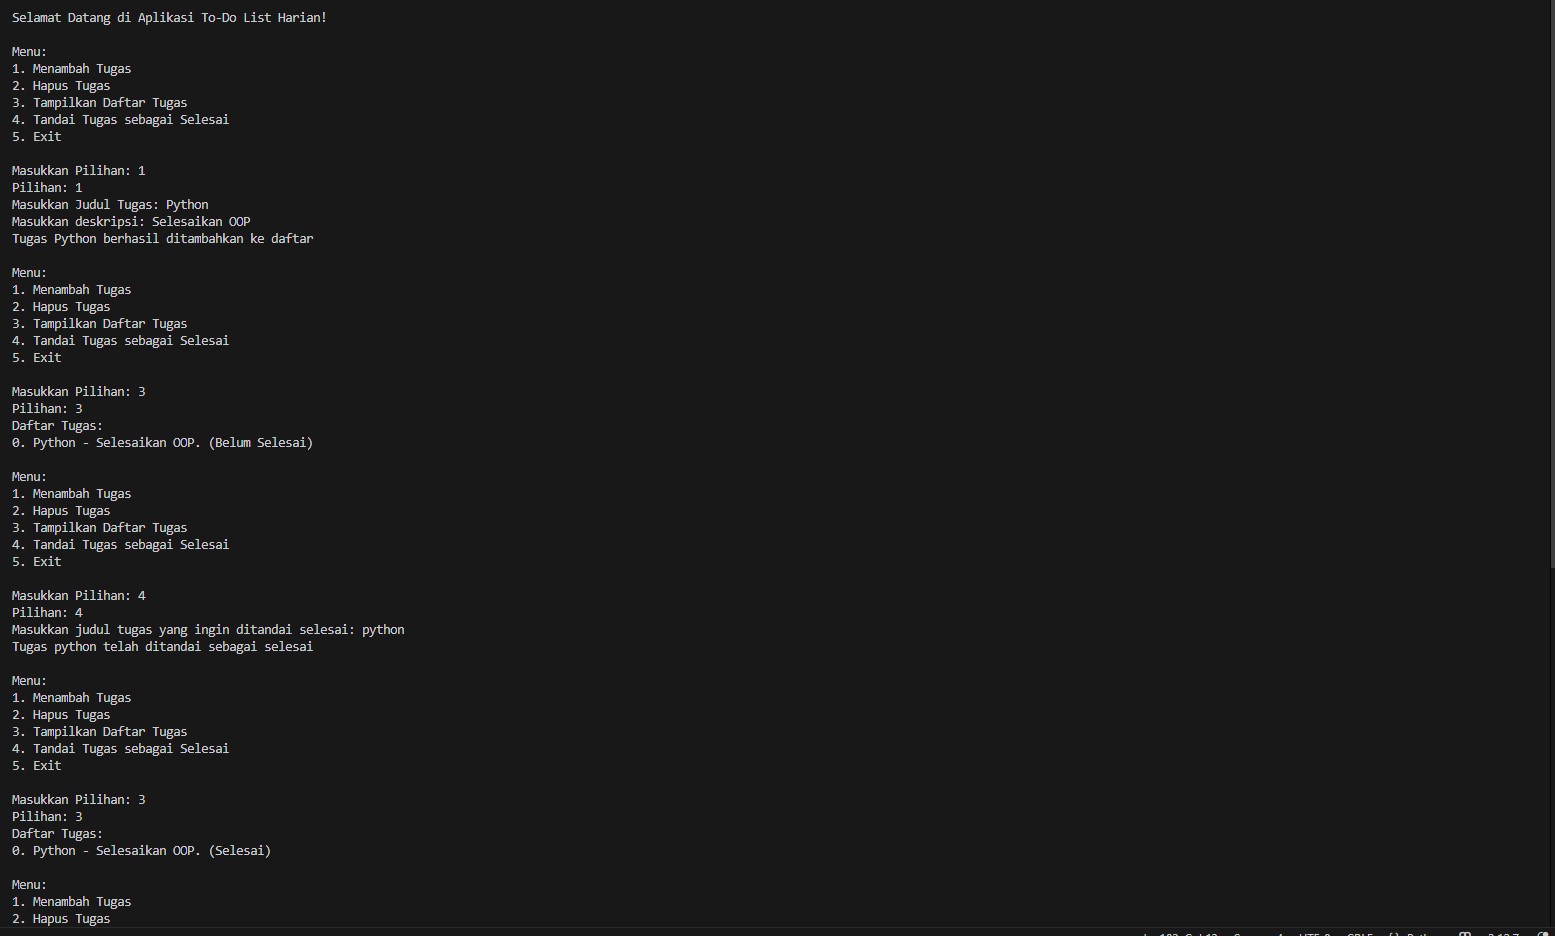 Selamat Datang di Aplikasi To-Do List Harian!
Menu:
1. Menambah Tugas
2. Hapus Tugas
3. Tampilkan Daftar Tugas
4. Tandai Tugas sebagai Selesai
5. Exit
Masukkan Pilihan: 1
Pilihan: 1
Masukkan Judul Tugas: Python
Masukkan deskripsi: Selesaikan OOP
Tugas Python berhasil ditambahkan ke daftar
Menu:
1. Menambah Tugas
2. Hapus Tugas
3. Tampilkan Daftar Tugas
4. Tandai Tugas sebagai Selesai
5. Exit
Masukkan Pilihan: 3
Pilihan: 3
Daftar Tugas:
0. Python - Selesaikan OOP. (Belum Selesai)
Menu:
1. Menambah Tugas
2. Hapus Tugas
3. Tampilkan Daftar Tugas
4. Tandai Tugas sebagai Selesai
5. Exit
Masukkan Pilihan: 4
Pilihan: 4
Masukkan judul tugas yang ingin ditandai selesai: python
Tugas python telah ditandai sebagai selesai
Menu:
1. Menambah Tugas
2. Hapus Tugas
3. Tampilkan Daftar Tugas
4. Tandai Tugas sebagai Selesai
5. Exit
Masukkan Pilihan: 3
Pilihan: 3
Daftar Tugas:
0. Python - Selesaikan OOP. (Selesai)
Menu:
1. Menambah Tugas
2. Hapus Tugas